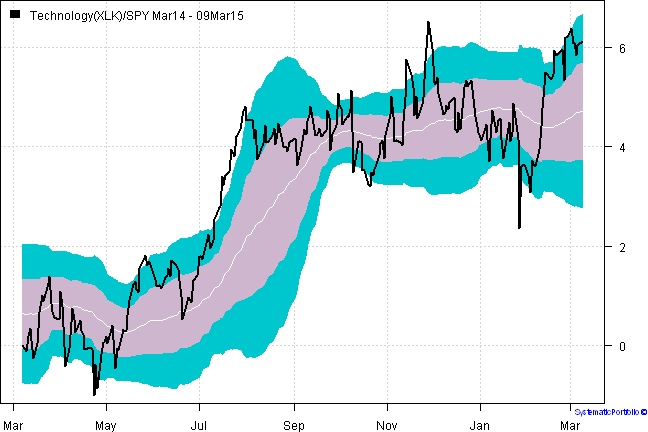 Technology(XLK)/SPY Mar14 - 09Mar15
6
4
2
0
Mar May Jul Sep Nov Jan Mar
SystematicPortfolio ©